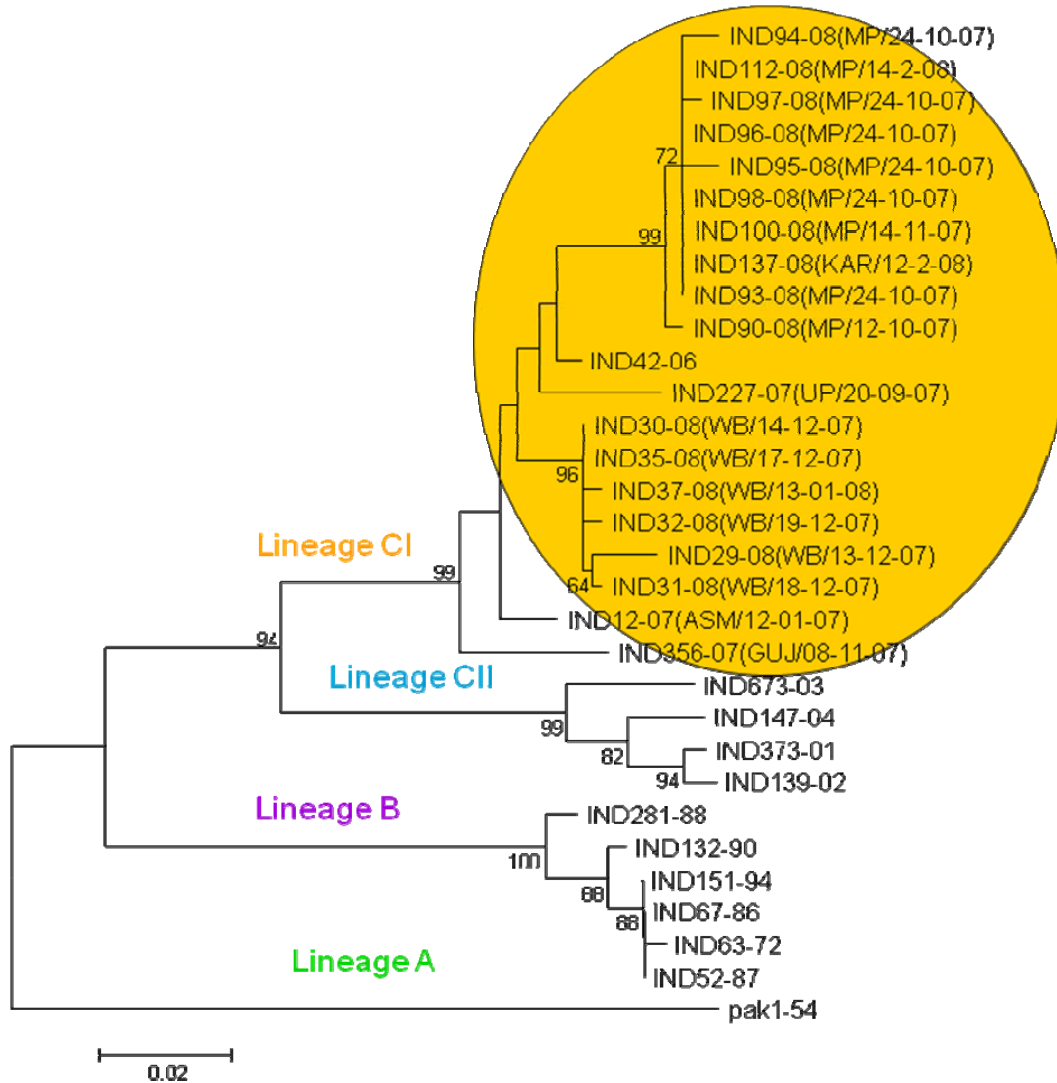 IND94-08(MP/24-10-07)
IND112-08(MP/14-2-08)
IND97-08(MP/24-10-07)
IND96-08(MP/24-10-07)
72
IND95-08(MP/24-10-07)
IND98-08(MP/24-10-07)
IND100-08(MP/14-11-07)
99
IND137-08(KAR/12-2-08)
IND93-08(MP/24-10-07)
IND90-08(MP/12-10-07)
IND42-06
IND227-07(UP/20-09-07)
IND30-08(WB/14-12-07)
IND35-08(WB/17-12-07)
96
IND37-08(WB/13-01-08)
IND32-08(WB/19-12-07)
Lineage CI
IND29-08(WB/13-12-07)
99
64
IND31-08(WB/18-12-07)
IND12-07(ASM/12-01-07)
94
IND356-07(GUJ/08-11-07)
Lineage CII
IND673-03
99
IND147-04
82
IND373-01
94
IND139-02
Lineage B
IND281-88
100
IND132-90
88
IND151-94
IND67-86
88
IND63-72
Lineage A
IND52-87
pak1-54
0.02